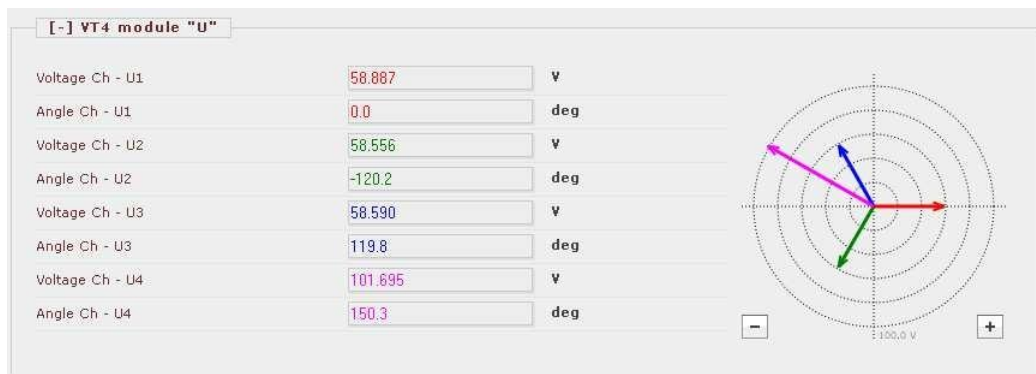 [-] VT4 module "U"
Voltage Ch - U1 58.887 V
Angle Ch - U1 0.0 deg
Voltage Ch - U2 58.556 V
Angle Ch - U2 -120.2 deg
Voltage Ch - U3 58.590 V
Angle Ch - U3 119.8 deg
Voltage Ch - U4 101.695 V
Angle Ch - U4 150.3 deg
- +
100.0 V